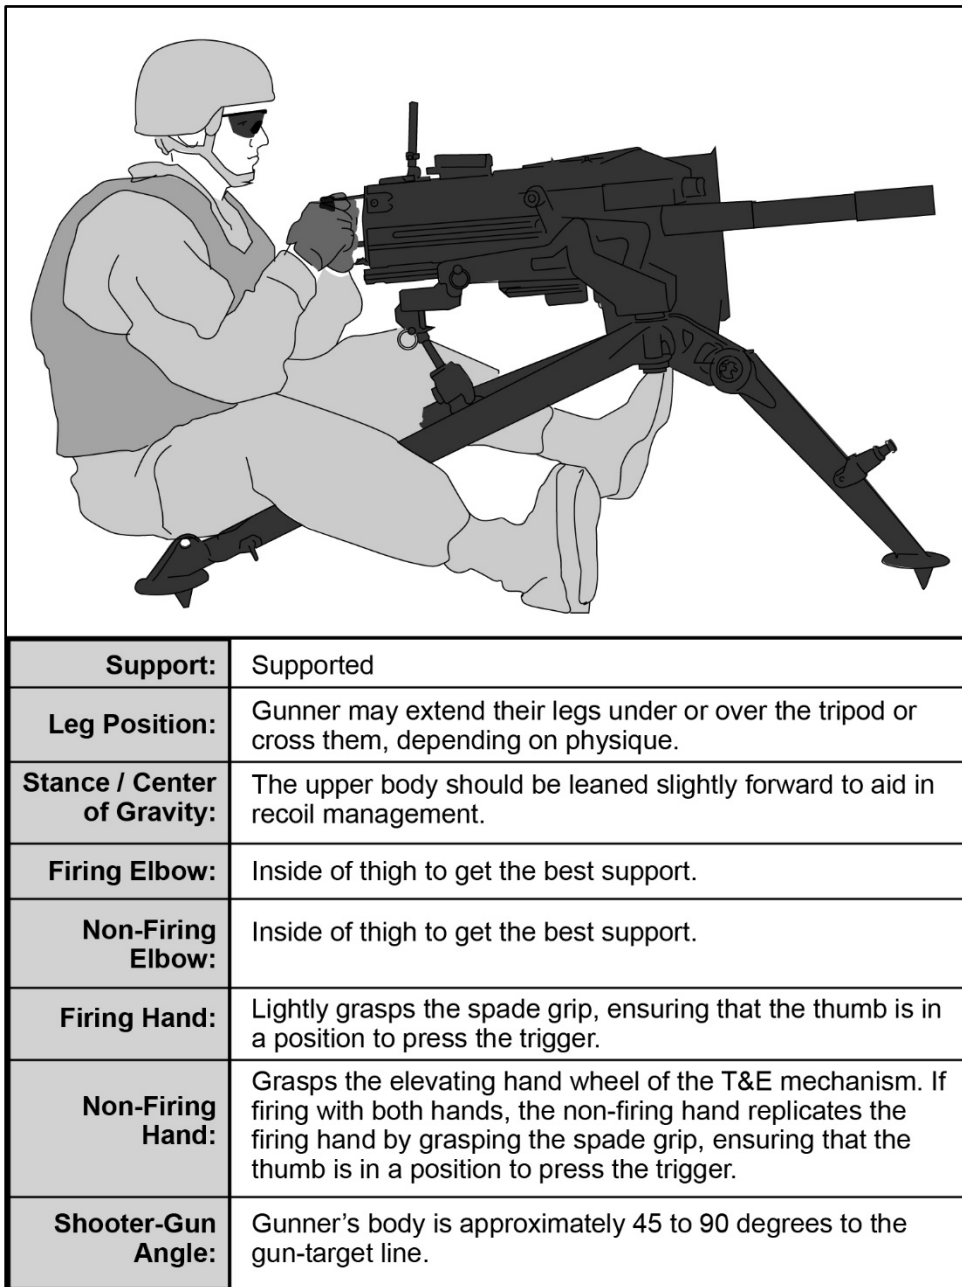 Support:
Supported
Leg Position:
Gunner may extend their legs under or over the tripod or
cross them, depending on physique.
Stance / Center
of Gravity:
The upper body should be leaned slightly forward to aid in
recoil management.
Firing Elbow:
Inside of thigh to get the best support.
Non-Firing
Elbow:
Inside of thigh to get the best support.
Firing Hand:
Lightly grasps the spade grip, ensuring that the thumb is in
a position to press the trigger.
Non-Firing
Hand:
Grasps the elevating hand wheel of the T&E mechanism. If
firing with both hands, the non-firing hand replicates the
firing hand by grasping the spade grip, ensuring that the
thumb is in a position to press the trigger.
Shooter-Gun
Angle:
Gunner’s body is approximately 45 to 90 degrees to the
gun-target line.